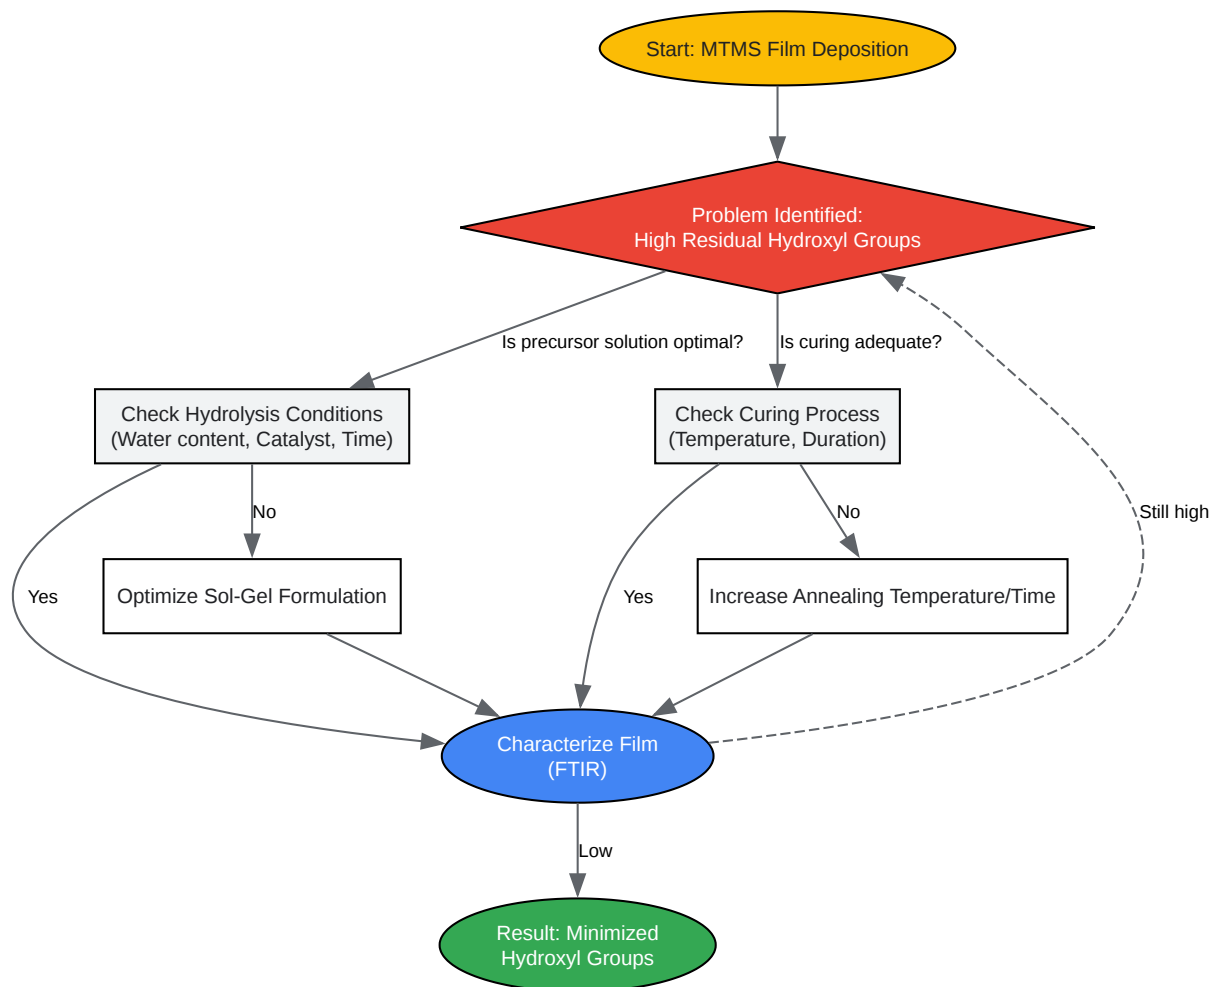 Start: MTMS Film Deposition
Problem Identified:
High Residual Hydroxyl Groups
Is precursor solution optimal?
Is curing adequate?
Check Hydrolysis Conditions
(Water content, Catalyst, Time)
Check Curing Process
(Temperature, Duration)
No
No
Still high
Yes
Optimize Sol-Gel Formulation
Yes
Increase Annealing Temperature/Time
Characterize Film
(FTIR)
Low
Result: Minimized
Hydroxyl Groups